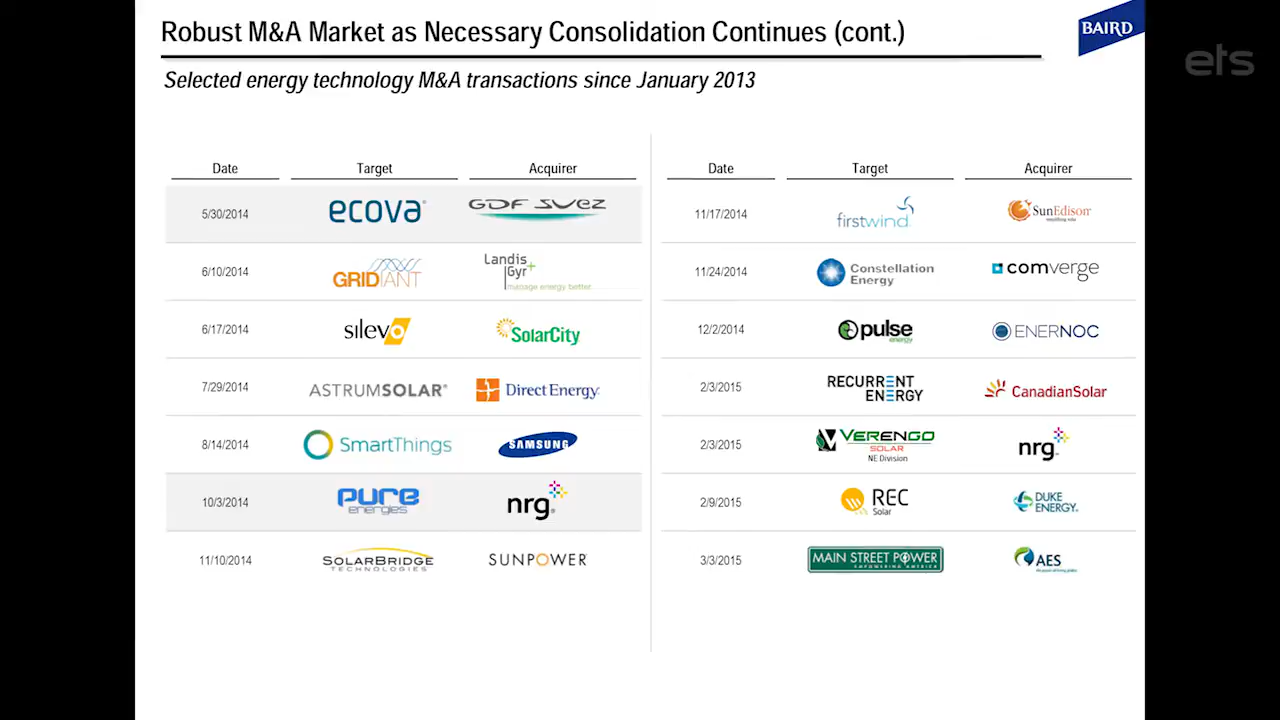 Robust M&A Market as Necessary Consolidation Continues (cont.)
BAIRD
ets
Selected energy technology M&A transactions since January 2013
Date Target Acquirer
5/30/2014 ecova GDF SUEZ
6/10/2014 GRIDIANT Landis Gyr+ manage energy better
6/17/2014 silevo SolarCity
7/29/2014 ASTRUMSOLAR Direct Energy
8/14/2014 SmartThings SAMSUNG
10/3/2014 pure energies nrg
11/10/2014 SOLARBRIDGE TECHNOLOGIES SUNPOWER
Date Target Acquirer
11/17/2014 firstwind SunEdison
11/24/2014 Constellation Energy comverge
12/2/2014 pulse energy ENERNOC
2/3/2015 RECURRENT ENERGY CanadianSolar
2/3/2015 VERENGO SOLAR NE Division nrg
2/9/2015 REC Solar DUKE ENERGY
3/3/2015 MAIN STREET POWER EMPOWERING AMERICA AES